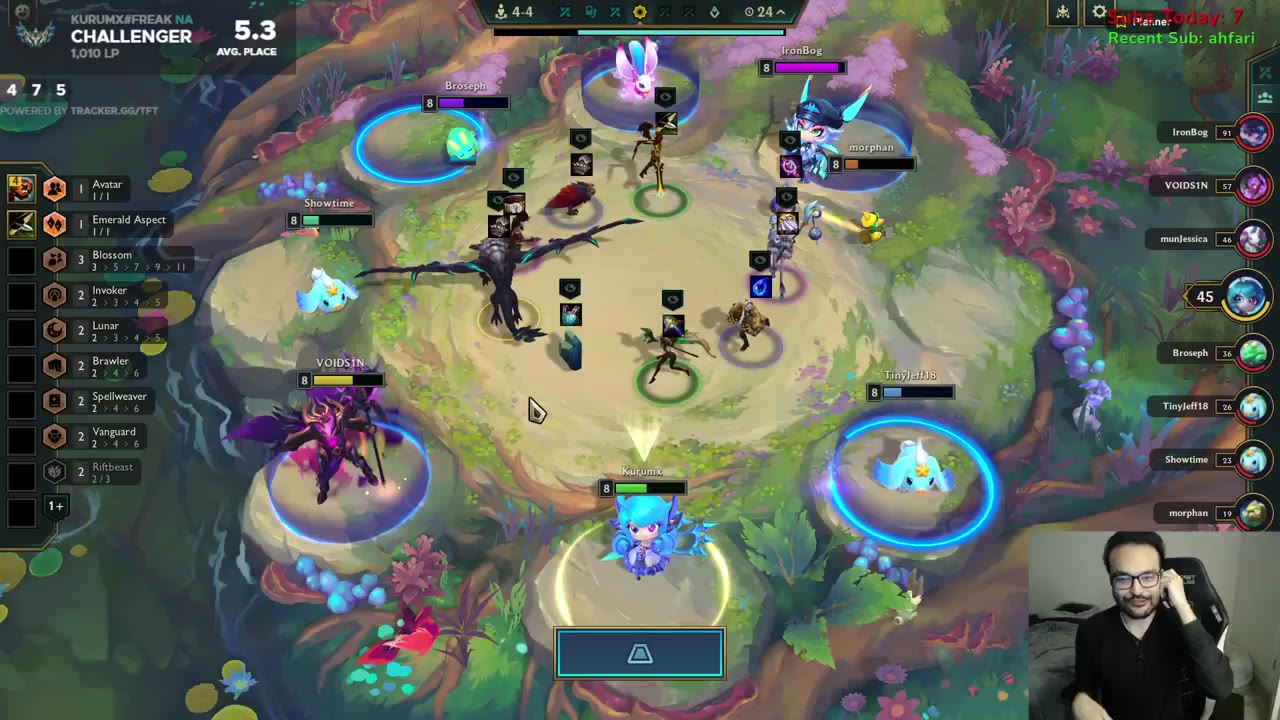 KURUMX#FREAK NA
CHALLENGER
1,010 LP
5.3
AVG. PLACE
4 7 5
POWERED BY TRACKER.GG/TFT
4-4
24
Planner
Subs Today: 7
Recent Sub: ahfari
IronBog
8
Broseph
8
morphan
8
Showtime
8
VOIDS1N
8
TinyJeff18
8
Kurumx
8
1 Avatar
1 / 1
1 Emerald Aspect
1 / 1
3 Blossom
3 > 5 > 7 > 9 > 11
2 Invoker
2 > 3 > 4 > 5
2 Lunar
2 > 3 > 4 > 5
2 Brawler
2 > 4 > 6
2 Spellweaver
2 > 4 > 6
2 Vanguard
2 > 4 > 6
2 Riftbeast
2 / 3
1+
IronBog 91
VOIDS1N 57
munJessica 46
45
Broseph 36
TinyJeff18 26
Showtime 23
morphan 19